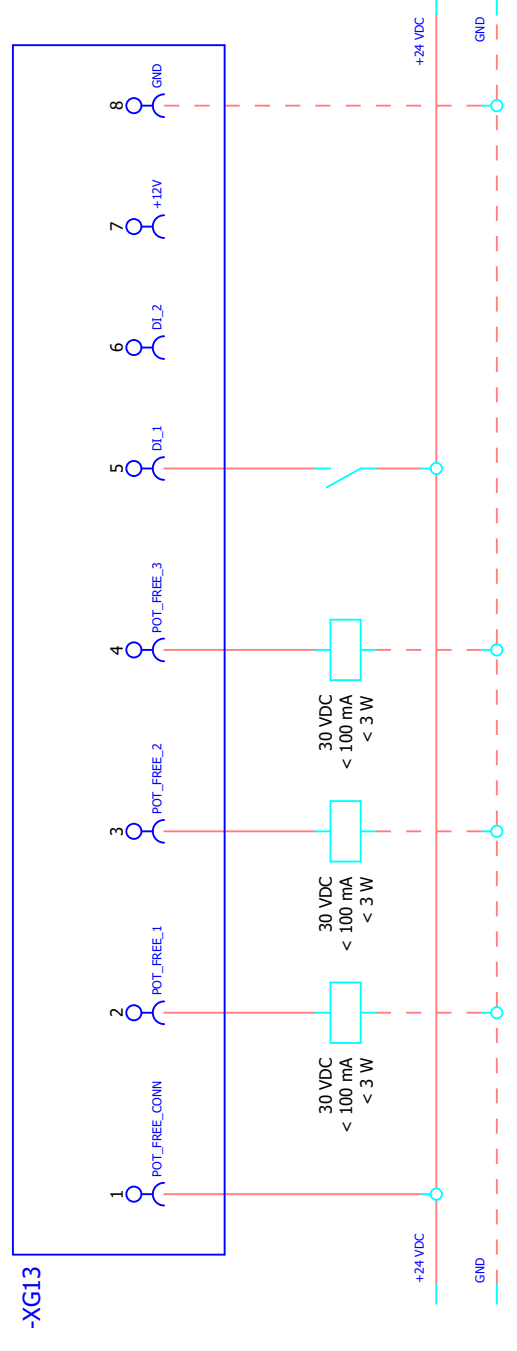 -XG13
1
POT_FREE_CONN
2
POT_FREE_1
3
POT_FREE_2
4
POT_FREE_3
5
DI_1
6
DI_2
7
+12V
8
GND
30 VDC
< 100 mA
< 3 W
30 VDC
< 100 mA
< 3 W
30 VDC
< 100 mA
< 3 W
+24 VDC
+24 VDC
GND
GND